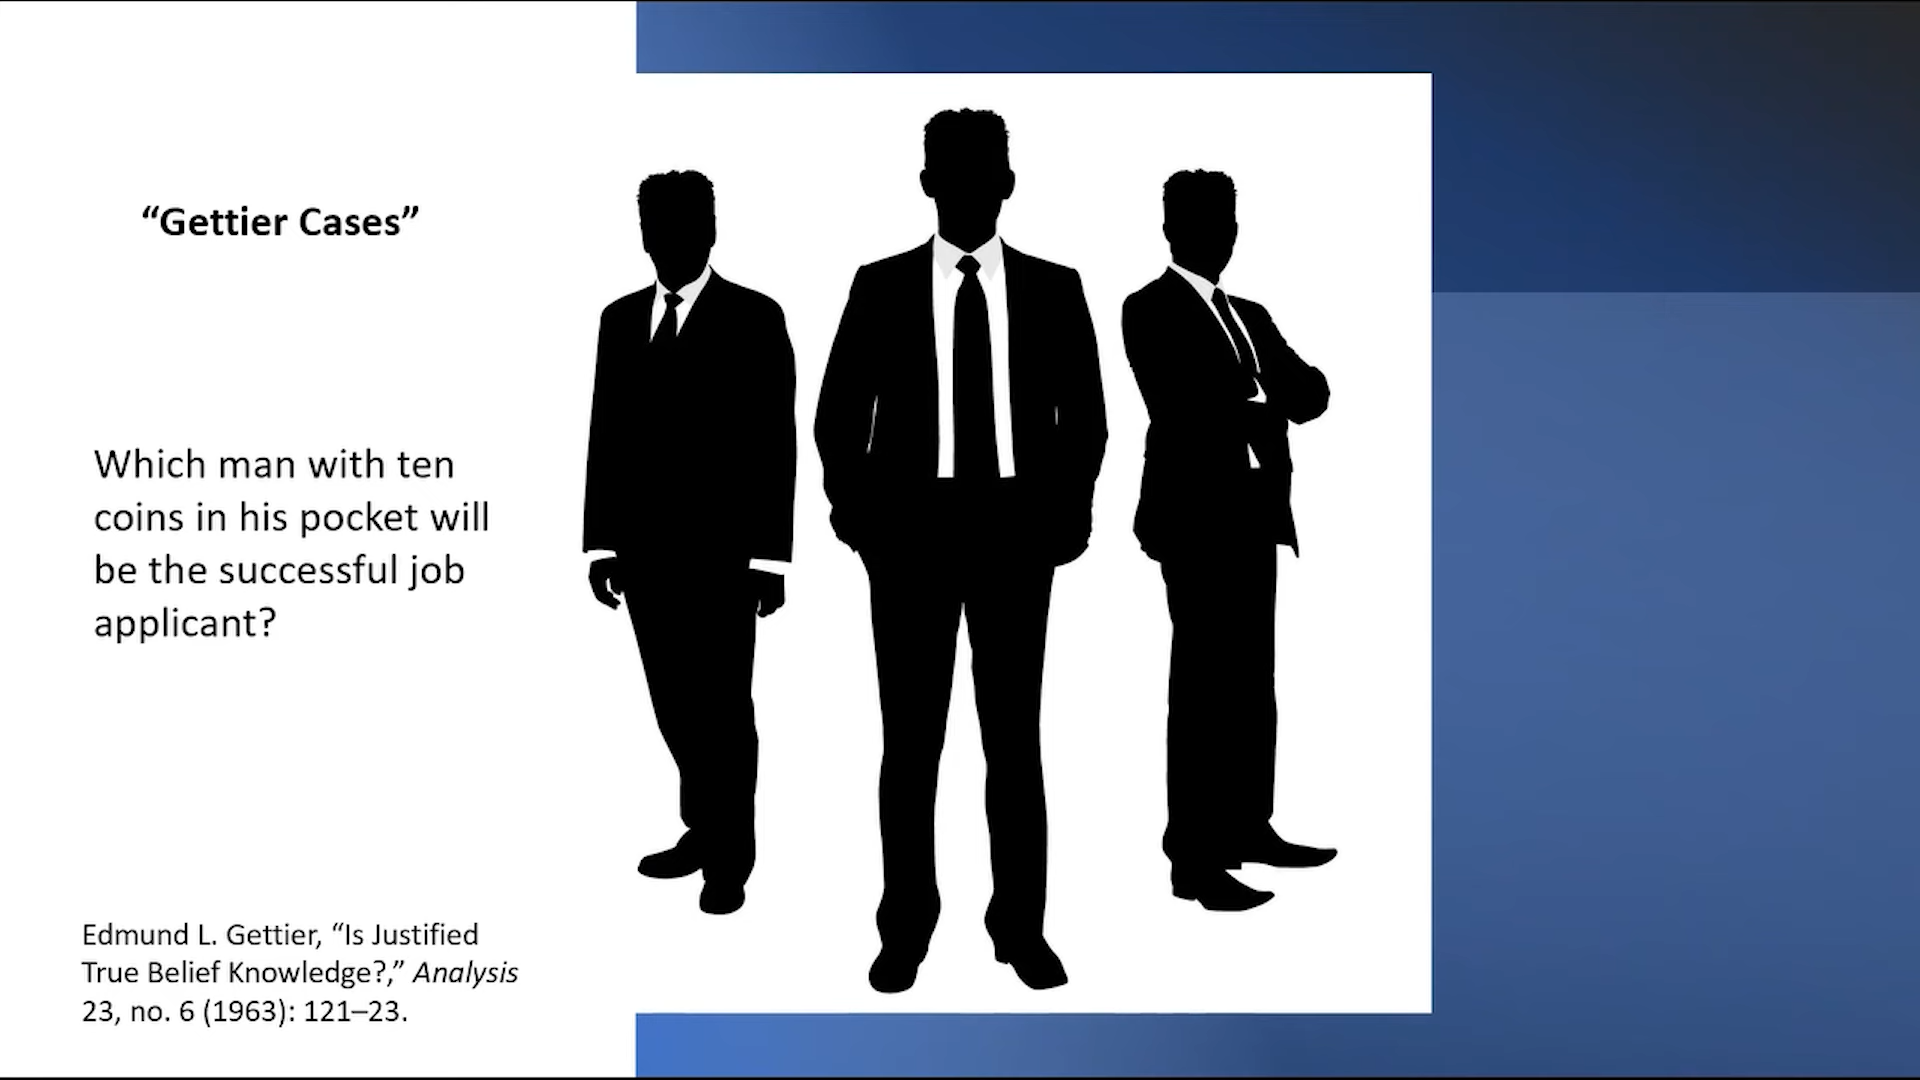 “Gettier Cases”
Which man with ten
coins in his pocket will
be the successful job
applicant?
Edmund L. Gettier, “Is Justified
True Belief Knowledge?,” Analysis
23, no. 6 (1963): 121–23.